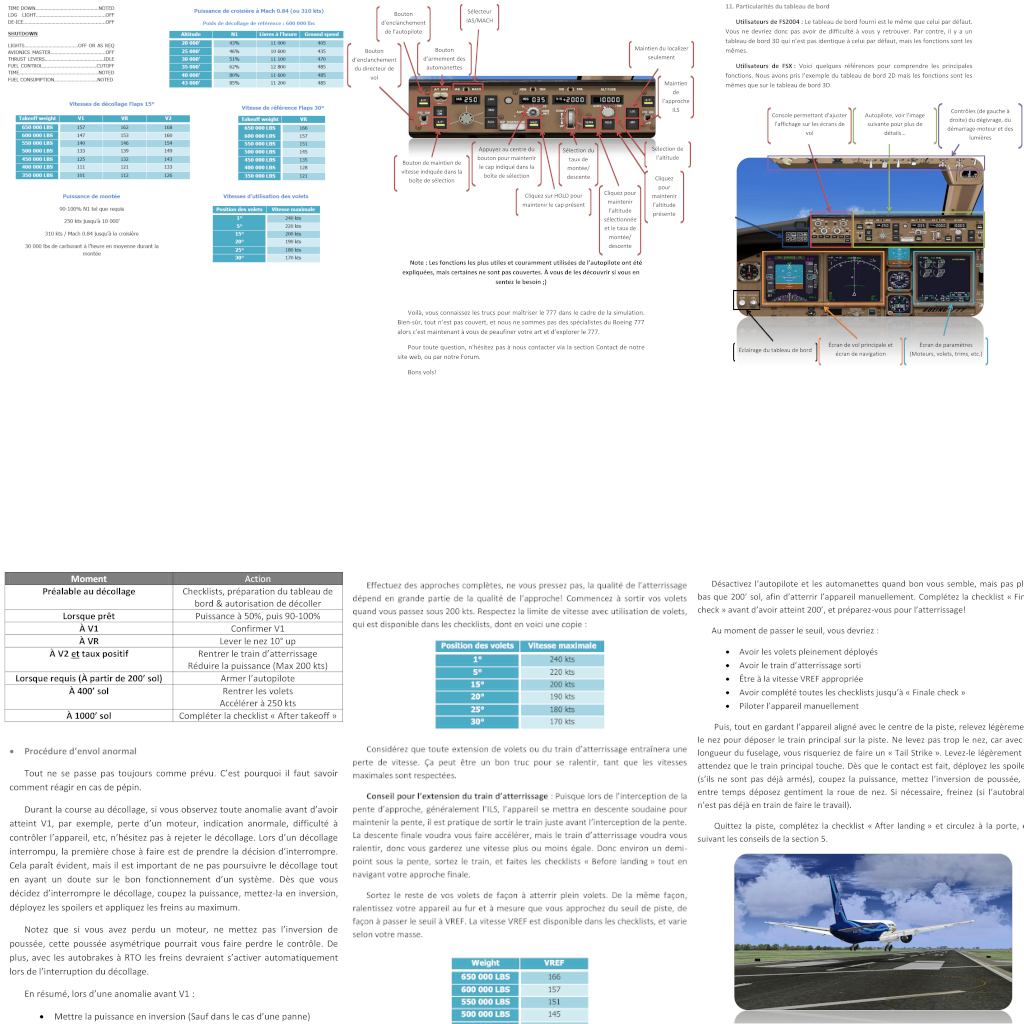 TIME DOWN...................................NOTED
LDG LIGHT.....................................OFF
DE-ICE............................................OFF
SHUTDOWN
LIGHTS.........................OFF OR AS REQ
AVIONICS MASTER.........................OFF
THRUST LEVERS.............................IDLE
FUEL CONTROL..........................CUTOFF
TIME..............................................NOTED
FUEL CONSUMPTION...................NOTED
Puissance de croisière à Mach 0.84 (ou 310 kts)
Poids de décollage de référence : 600 000 lbs
Altitude N1 Livres à l'heure Ground speed
20 000' 43% 11 900 405
25 000' 46% 10 600 435
30 000' 51% 11 100 470
35 000' 62% 12 800 485
40 000' 80% 11 600 485
43 000' 85% 11 200 485
Vitesses de décollage Flaps 15°
Takeoff weight V1 VR V2
650 000 LBS 157 162 168
600 000 LBS 147 153 160
550 000 LBS 140 146 154
500 000 LBS 133 139 149
450 000 LBS 125 132 143
400 000 LBS 111 121 133
350 000 LBS 101 112 126
Vitesse de référence Flaps 30°
Takeoff weight VR
650 000 LBS 166
600 000 LBS 157
550 000 LBS 151
500 000 LBS 145
450 000 LBS 135
400 000 LBS 128
350 000 LBS 121
Puissance de montée
90-100% N1 tel que requis
250 kts jusqu'à 10 000'
310 kts / Mach 0.84 jusqu'à la croisière
30 000 lbs de carburant à l'heure en moyenne durant la
montée
Vitesses d'utilisation des volets
Position des volets Vitesse maximale
1° 240 kts
5° 220 kts
15° 200 kts
20° 190 kts
25° 180 kts
30° 170 kts
Bouton
d'enclanchement
de l'autopilote
Sélecteur
IAS/MACH
Bouton
d'enclanchement
du directeur de
vol
Bouton
d'armement des
automanettes
Maintien du localizer
seulement
Maintien
de
l'approche
ILS
250
035
+2000
10000
Bouton de maintien de
vitesse indiquée dans la
boîte de sélection
Appuyez au centre du
bouton pour maintenir
le cap indiqué dans la
boîte de sélection
Sélection du
taux de
montée/
descente
Sélection de
l'altitude
Cliquez sur HOLD pour
maintenir le cap présent
Cliquez pour
maintenir
l'altitude
sélectionnée
et le taux de
montée/
descente
Cliquez
pour
maintenir
l'altitude
présente
Note : Les fonctions les plus utiles et couramment utilisées de l'autopilote ont été
expliquées, mais certaines ne sont pas couvertes. À vous de les découvrir si vous en
sentez le besoin ;)
Voilà, vous connaissez les trucs pour maîtriser le 777 dans le cadre de la simulation.
Bien-sûr, tout n'est pas couvert, et nous ne sommes pas des spécialistes du Boeing 777
alors c'est maintenant à vous de peaufiner votre art et d'explorer le 777.
Pour toute question, n'hésitez pas à nous contacter via la section Contact de notre
site web, ou par notre Forum.
Bons vols!
11. Particularités du tableau de bord
Utilisateurs de FS2004 : Le tableau de bord fourni est le même que celui par défaut.
Vous ne devriez donc pas avoir de difficulté à vous y retrouver. Par contre, il y a un
tableau de bord 3D qui n'est pas identique à celui par défaut, mais les fonctions sont les
mêmes.
Utilisateurs de FSX : Voici quelques références pour comprendre les principales
fonctions. Nous avons pris l'exemple du tableau de bord 2D mais les fonctions sont les
mêmes que sur le tableau de bord 3D.
Console permettant d'ajuster
l'affichage sur les écrans de
vol
Autopilote, voir l'image
suivante pour plus de
détails...
Contrôles (de gauche à
droite) du dégivrage, du
démarrage-moteur et des
lumières
Éclairage du tableau de bord
Écran de vol principale et
écran de navigation
Écran de paramètres
(Moteurs, volets, trims, etc.)
Moment Action
Préalable au décollage Checklists, préparation du tableau de
bord & autorisation de décoller
Lorsque prêt Puissance à 50%, puis 90-100%
À V1 Confirmer V1
À VR Lever le nez 10° up
À V2 et taux positif Rentrer le train d'atterrissage
Réduire la puissance (Max 200 kts)
Lorsque requis (À partir de 200' sol) Armer l'autopilote
À 400' sol Rentrer les volets
Accélérer à 250 kts
À 1000' sol Compléter la checklist « After takeoff »
• Procédure d'envol anormal
Tout ne se passe pas toujours comme prévu. C'est pourquoi il faut savoir
comment réagir en cas de pépin.
Durant la course au décollage, si vous observez toute anomalie avant d'avoir
atteint V1, par exemple, perte d'un moteur, indication anormale, difficulté à
contrôler l'appareil, etc, n'hésitez pas à rejeter le décollage. Lors d'un décollage
interrompu, la première chose à faire est de prendre la décision d'interrompre.
Cela paraît évident, mais il est important de ne pas poursuivre le décollage tout
en ayant un doute sur le bon fonctionnement d'un système. Dès que vous
décidez d'interrompre le décollage, coupez la puissance, mettez-la en inversion,
déployez les spoilers et appliquez les freins au maximum.
Notez que si vous avez perdu un moteur, ne mettez pas l'inversion de
poussée, cette poussée asymétrique pourrait vous faire perdre le contrôle. De
plus, avec les autobrakes à RTO les freins devraient s'activer automatiquement
lors de l'interruption du décollage.
En résumé, lors d'une anomalie avant V1 :
• Mettre la puissance en inversion (Sauf dans le cas d'une panne)
Effectuez des approches complètes, ne vous pressez pas, la qualité de l'atterrissage
dépend en grande partie de la qualité de l'approche! Commencez à sortir vos volets
quand vous passez sous 200 kts. Respectez la limite de vitesse avec utilisation de volets,
qui est disponible dans les checklists, dont en voici une copie :
Position des volets Vitesse maximale
1° 240 kts
5° 220 kts
15° 200 kts
20° 190 kts
25° 180 kts
30° 170 kts
Considérez que toute extension de volets ou du train d'atterrissage entraînera une
perte de vitesse. Ça peut être un bon truc pour se ralentir, tant que les vitesses
maximales sont respectées.
Conseil pour l'extension du train d'atterrissage : Puisque lors de l'interception de la
pente d'approche, généralement l'ILS, l'appareil se mettra en descente soudaine pour
maintenir la pente, il est pratique de sortir le train juste avant l'interception de la pente.
La descente finale voudra vous faire accélérer, mais le train d'atterrissage voudra vous
ralentir, donc vous garderez une vitesse plus ou moins égale. Donc environ un demi-
point sous la pente, sortez le train, et faites les checklists « Before landing » tout en
navigant votre approche finale.
Sortez le reste de vos volets de façon à atterrir plein volets. De la même façon,
ralentissez votre appareil au fur et à mesure que vous approchez du seuil de piste, de
façon à passer le seuil à VREF. La vitesse VREF est disponible dans les checklists, et varie
selon votre masse.
Weight VREF
650 000 LBS 166
600 000 LBS 157
550 000 LBS 151
500 000 LBS 145
Désactivez l'autopilote et les automanettes quand bon vous semble, mais pas pl
bas que 200' sol, afin d'atterrir l'appareil manuellement. Complétez la checklist « Fin
check » avant d'avoir atteint 200', et préparez-vous pour l'atterrissage!
Au moment de passer le seuil, vous devriez :
• Avoir les volets pleinement déployés
• Avoir le train d'atterrissage sorti
• Être à la vitesse VREF appropriée
• Avoir complété toutes les checklists jusqu'à « Finale check »
• Piloter l'appareil manuellement
Puis, tout en gardant l'appareil aligné avec le centre de la piste, relevez légèreme
le nez pour déposer le train principal sur la piste. Ne levez pas trop le nez, car avec
longueur du fuselage, vous risqueriez de faire un « Tail Strike ». Levez-le légèrement
attendez que le train principal touche. Dès que le contact est fait, déployez les spoile
(s'ils ne sont pas déjà armés), coupez la puissance, mettez l'inversion de poussée,
entre temps déposez gentiment la roue de nez. Si nécessaire, freinez (si l'autobral
n'est pas déjà en train de faire le travail).
Quittez la piste, complétez la checklist « After landing » et circulez à la porte, e
suivant les conseils de la section 5.